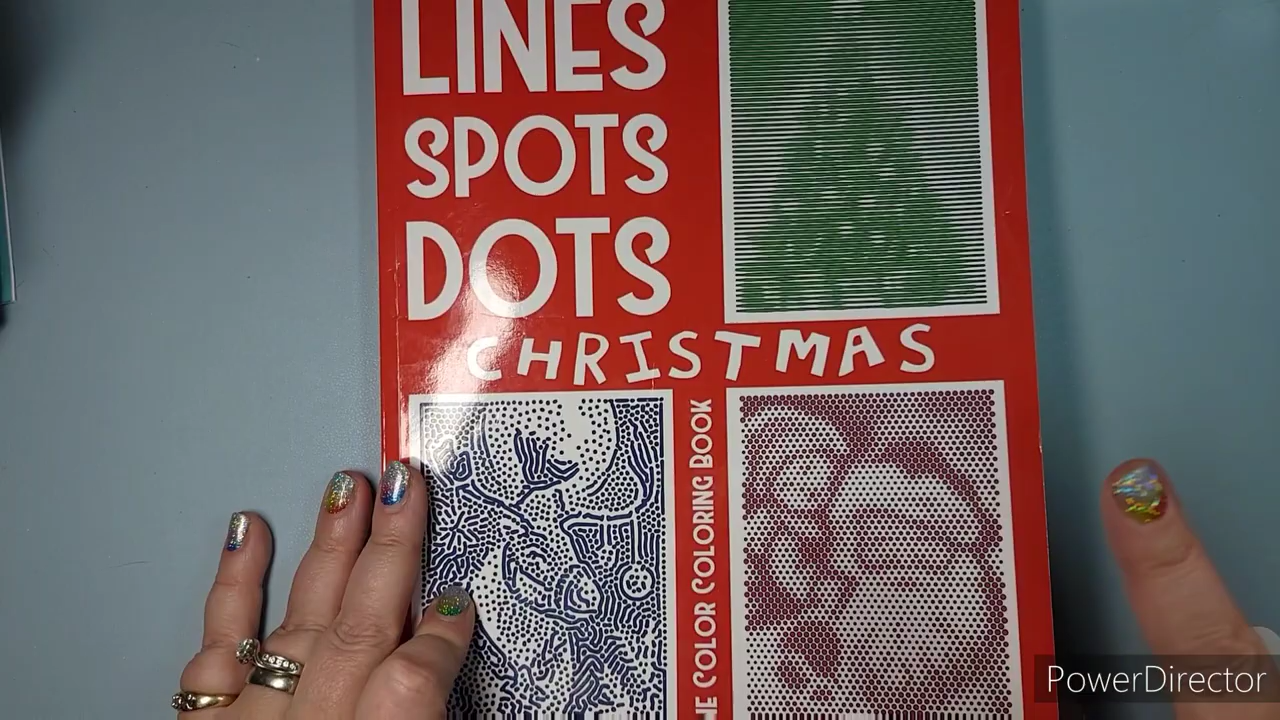 LINES
SPOTS
DOTS
CHRISTMAS
COLOR COLORING BOOK
PowerDirector